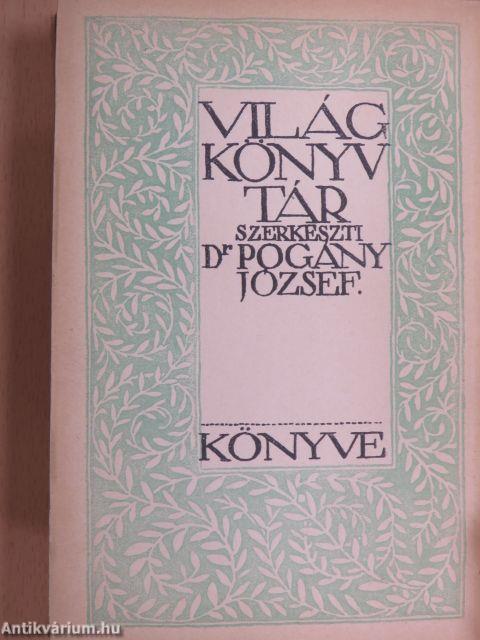 VILÁG
KÖNYV
TÁR
SZERKESZTI
Dr POGÁNY
JÓZSEF.
KÖNYVE
Antikvárium.hu